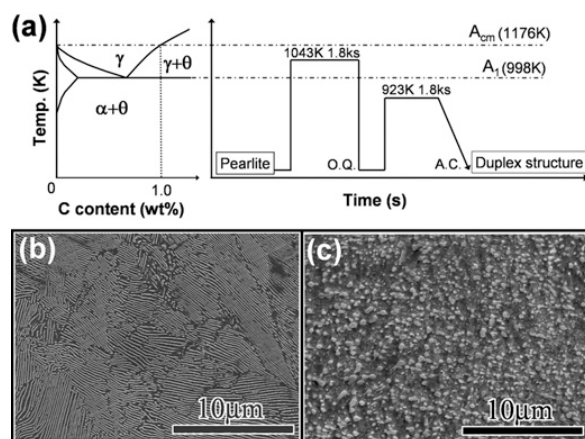 (a)
Temp. (K)
γ
γ+θ
α+θ
0
1.0
C content (wt%)
Acm (1176K)
1043K 1.8ks
A1 (998K)
923K 1.8ks
Pearlite
O.Q.
A.C.
Duplex structure
Time (s)
(b)
10μm
(c)
10μm